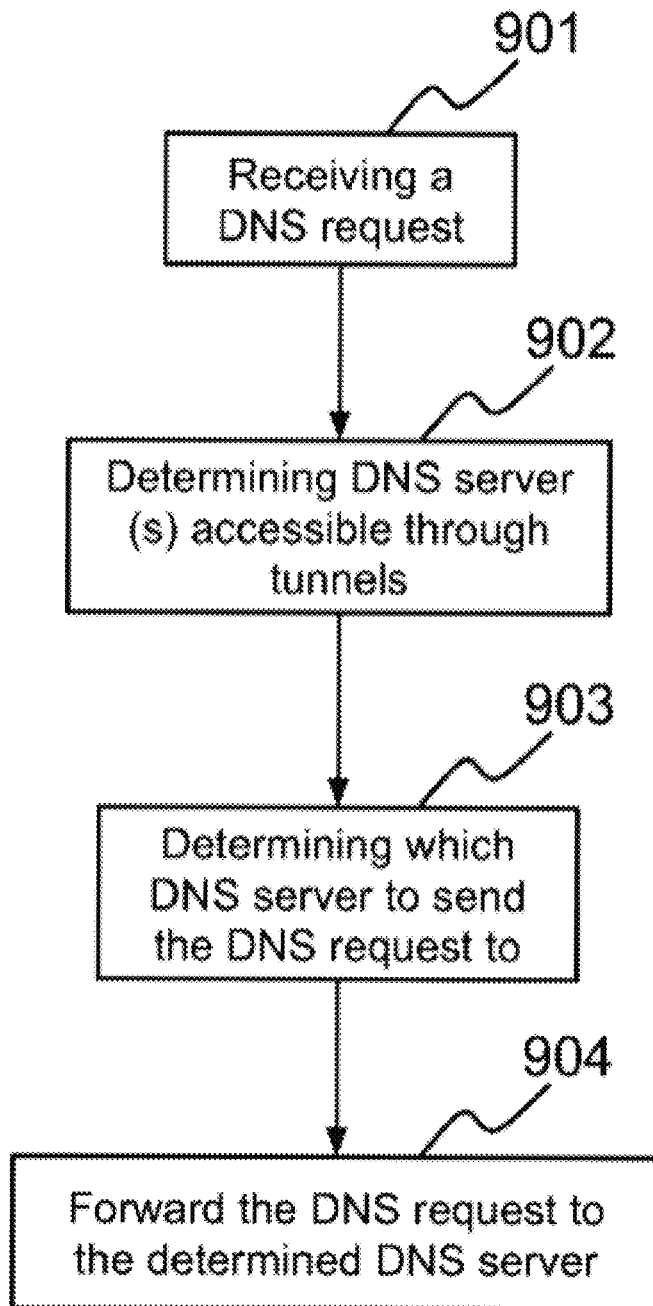 901
Receiving a
DNS request
902
Determining DNS server
(s) accessible through
tunnels
903
Determining which
DNS server to send
the DNS request to
904
Forward the DNS request to
the determined DNS server